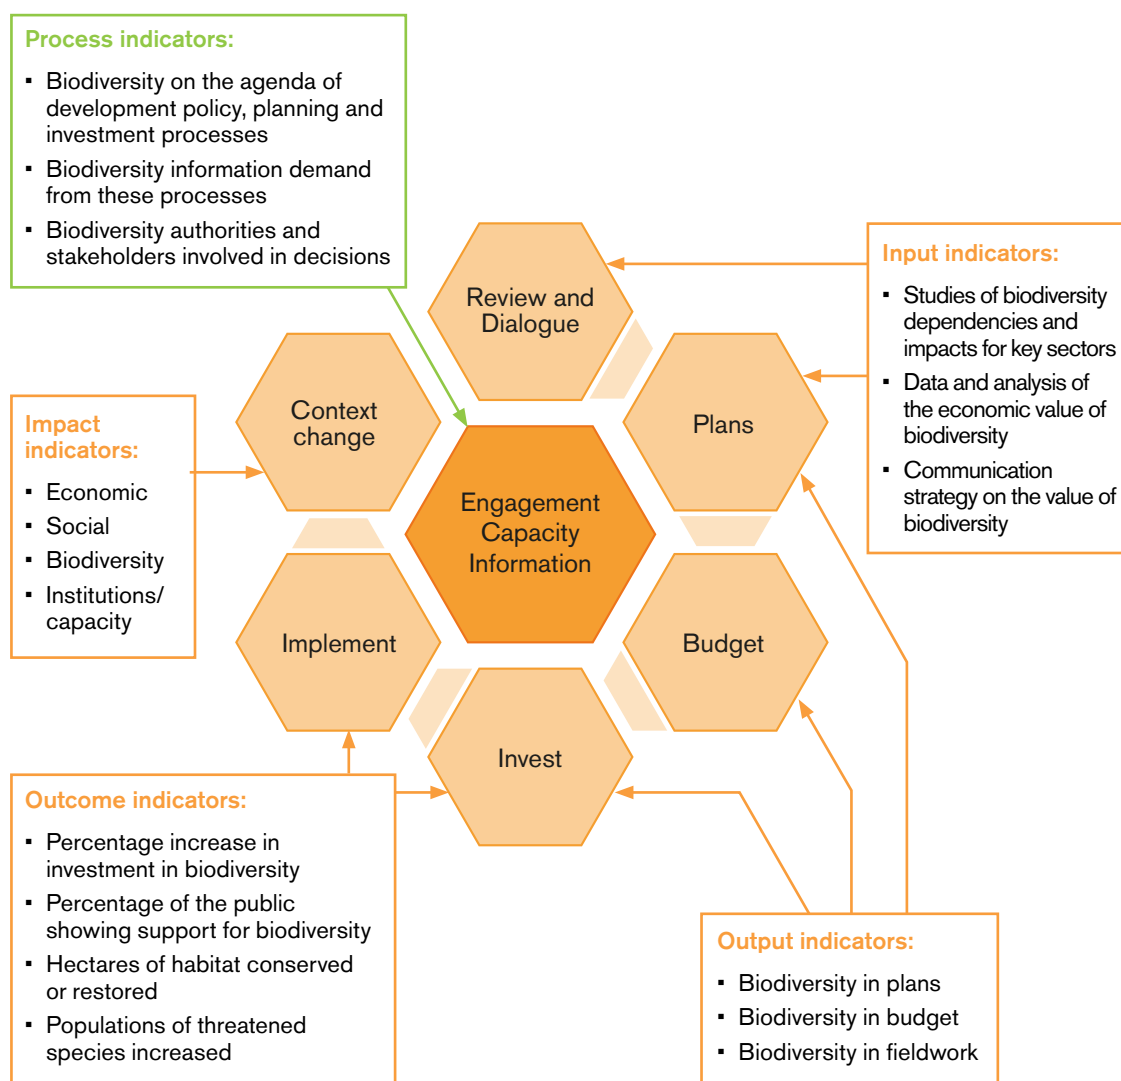 Process indicators:
▪ Biodiversity on the agenda of
development policy, planning and
investment processes
▪ Biodiversity information demand
from these processes
▪ Biodiversity authorities and
stakeholders involved in decisions
Review and
Dialogue
Input indicators:
▪ Studies of biodiversity
dependencies and
impacts for key sectors
▪ Data and analysis of
the economic value of
biodiversity
▪ Communication
strategy on the value of
biodiversity
Context
change
Plans
Impact
indicators:
▪ Economic
▪ Social
▪ Biodiversity
▪ Institutions/
capacity
Engagement
Capacity
Information
Implement
Budget
Invest
Outcome indicators:
▪ Percentage increase in
investment in biodiversity
▪ Percentage of the public
showing support for biodiversity
▪ Hectares of habitat conserved
or restored
▪ Populations of threatened
species increased
Output indicators:
▪ Biodiversity in plans
▪ Biodiversity in budget
▪ Biodiversity in fieldwork